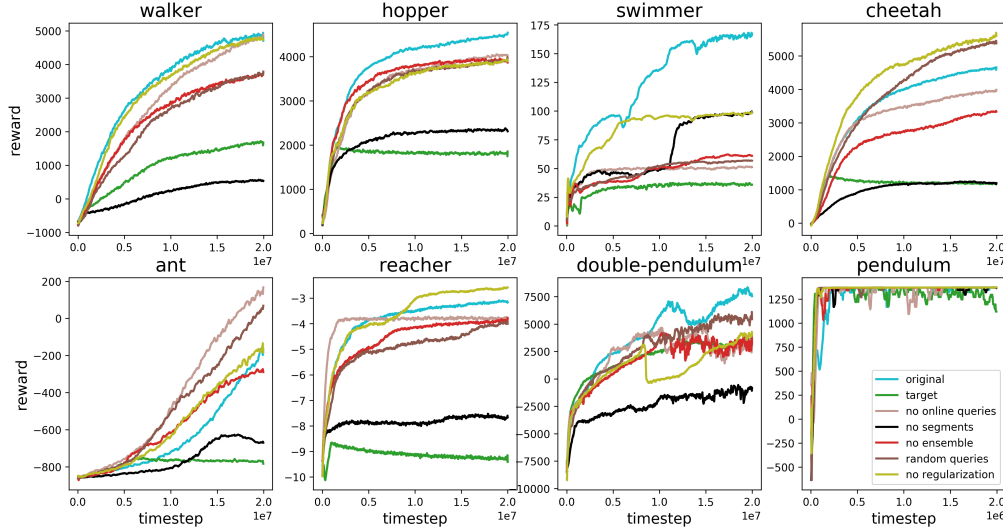 walker
hopper
swimmer
cheetah
reward
5000
4000
3000
2000
1000
0
−1000
4000
3000
2000
1000
0
175
150
125
100
75
50
25
0
5000
4000
3000
2000
1000
0
0.0 0.5 1.0 1.5 2.0
1e7
0.0 0.5 1.0 1.5 2.0
1e7
0.0 0.5 1.0 1.5 2.0
1e7
0.0 0.5 1.0 1.5 2.0
1e7
ant
reacher
double-pendulum
pendulum
reward
200
0
−200
−400
−600
−800
−3
−4
−5
−6
−7
−8
−9
−10
7500
5000
2500
0
−2500
−5000
−7500
10000
1250
1000
750
500
250
0
−250
−500
original
target
no online queries
no segments
no ensemble
random queries
no regularization
0.0 0.5 1.0 1.5 2.0
timestep
1e7
0.0 0.5 1.0 1.5 2.0
timestep
1e7
0.0 0.5 1.0 1.5 2.0
timestep
1e7
0.0 0.5 1.0 1.5 2.0
timestep
1e6